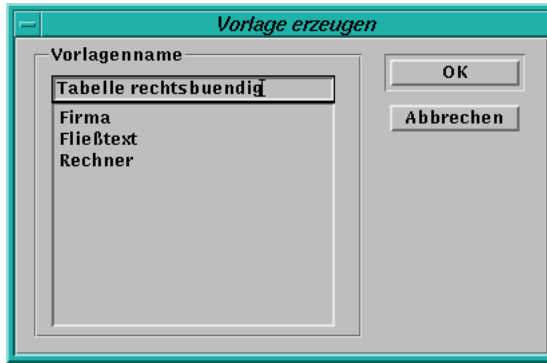 Vorlage erzeugen
Vorlagenname
Tabelle rechtsbuendig
Firma
Fließtext
Rechner
OK
Abbrechen